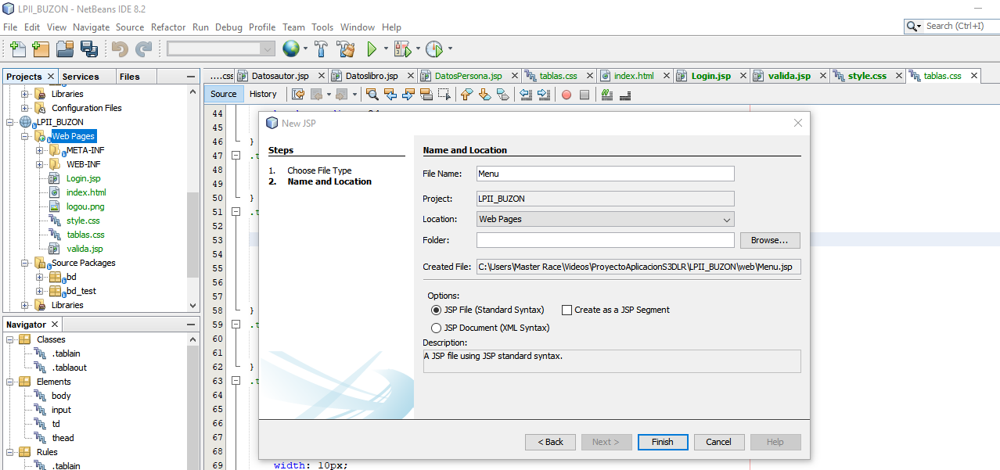 LPII_BUZON - NetBeans IDE 8.2
File Edit View Navigate Source Refactor Run Debug Profile Team Tools Window Help
Search (Ctrl+I)
Projects Services Files
Libraries
Configuration Files
LPII_BUZON
Web Pages
META-INF
WEB-INF
Login.jsp
index.html
logou.png
style.css
tablas.css
valida.jsp
Source Packages
bd
bd_test
Libraries
Navigator
Classes
.tablain
.tablaout
Elements
body
input
td
thead
Rules
.tablain
....css Datosautor.jsp Datoslibro.jsp DatosPersona.jsp tablas.css index.html Login.jsp valida.jsp style.css tablas.css
Source History
44
45
46 }
47 .t
48
49
50 }
51 .t
52
53
54
55
56
57
58 }
59 .t
60
61
62 }
63 .t
64
65
66
67
68
69 width: 10px;
New JSP
Steps
1. Choose File Type
2. Name and Location
Name and Location
File Name: Menu
Project: LPII_BUZON
Location: Web Pages
Folder: Browse...
Created File: C:\Users\Master Race\Videos\ProyectoAplicacionS3DLR\LPII_BUZON\web\Menu.jsp
Options:
JSP File (Standard Syntax) Create as a JSP Segment
JSP Document (XML Syntax)
Description:
A JSP file using JSP standard syntax.
< Back Next > Finish Cancel Help